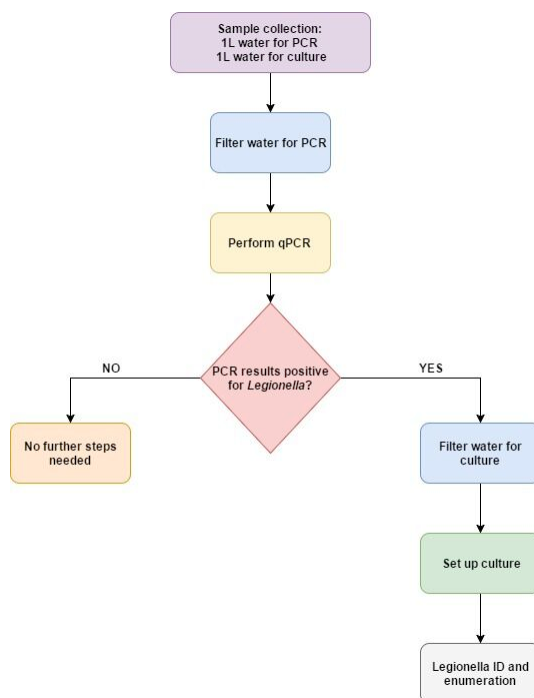 Sample collection:
1L water for PCR
1L water for culture
Filter water for PCR
Perform qPCR
PCR results positive
for Legionella?
NO
YES
No further steps
needed
Filter water for
culture
Set up culture
Legionella ID and
enumeration